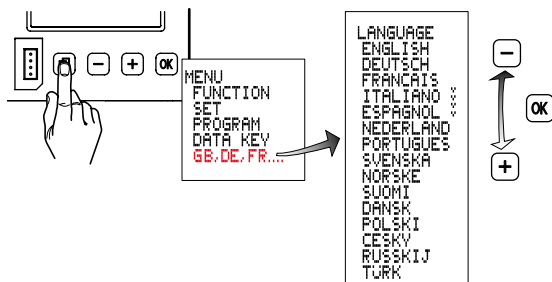 OK
MENU
FUNCTION
SET
PROGRAM
DATA KEY
GB/DE/FR....
LANGUAGE
ENGLISH
DEUTSCH
FRANCAIS
ITALIANO
ESPAGNOL
NEDERLAND
PORTUGUES
SVENSKA
NORSKE
SUOMI
DANSK
POLSKI
CESKY
RUSSKIJ
TURK
OK